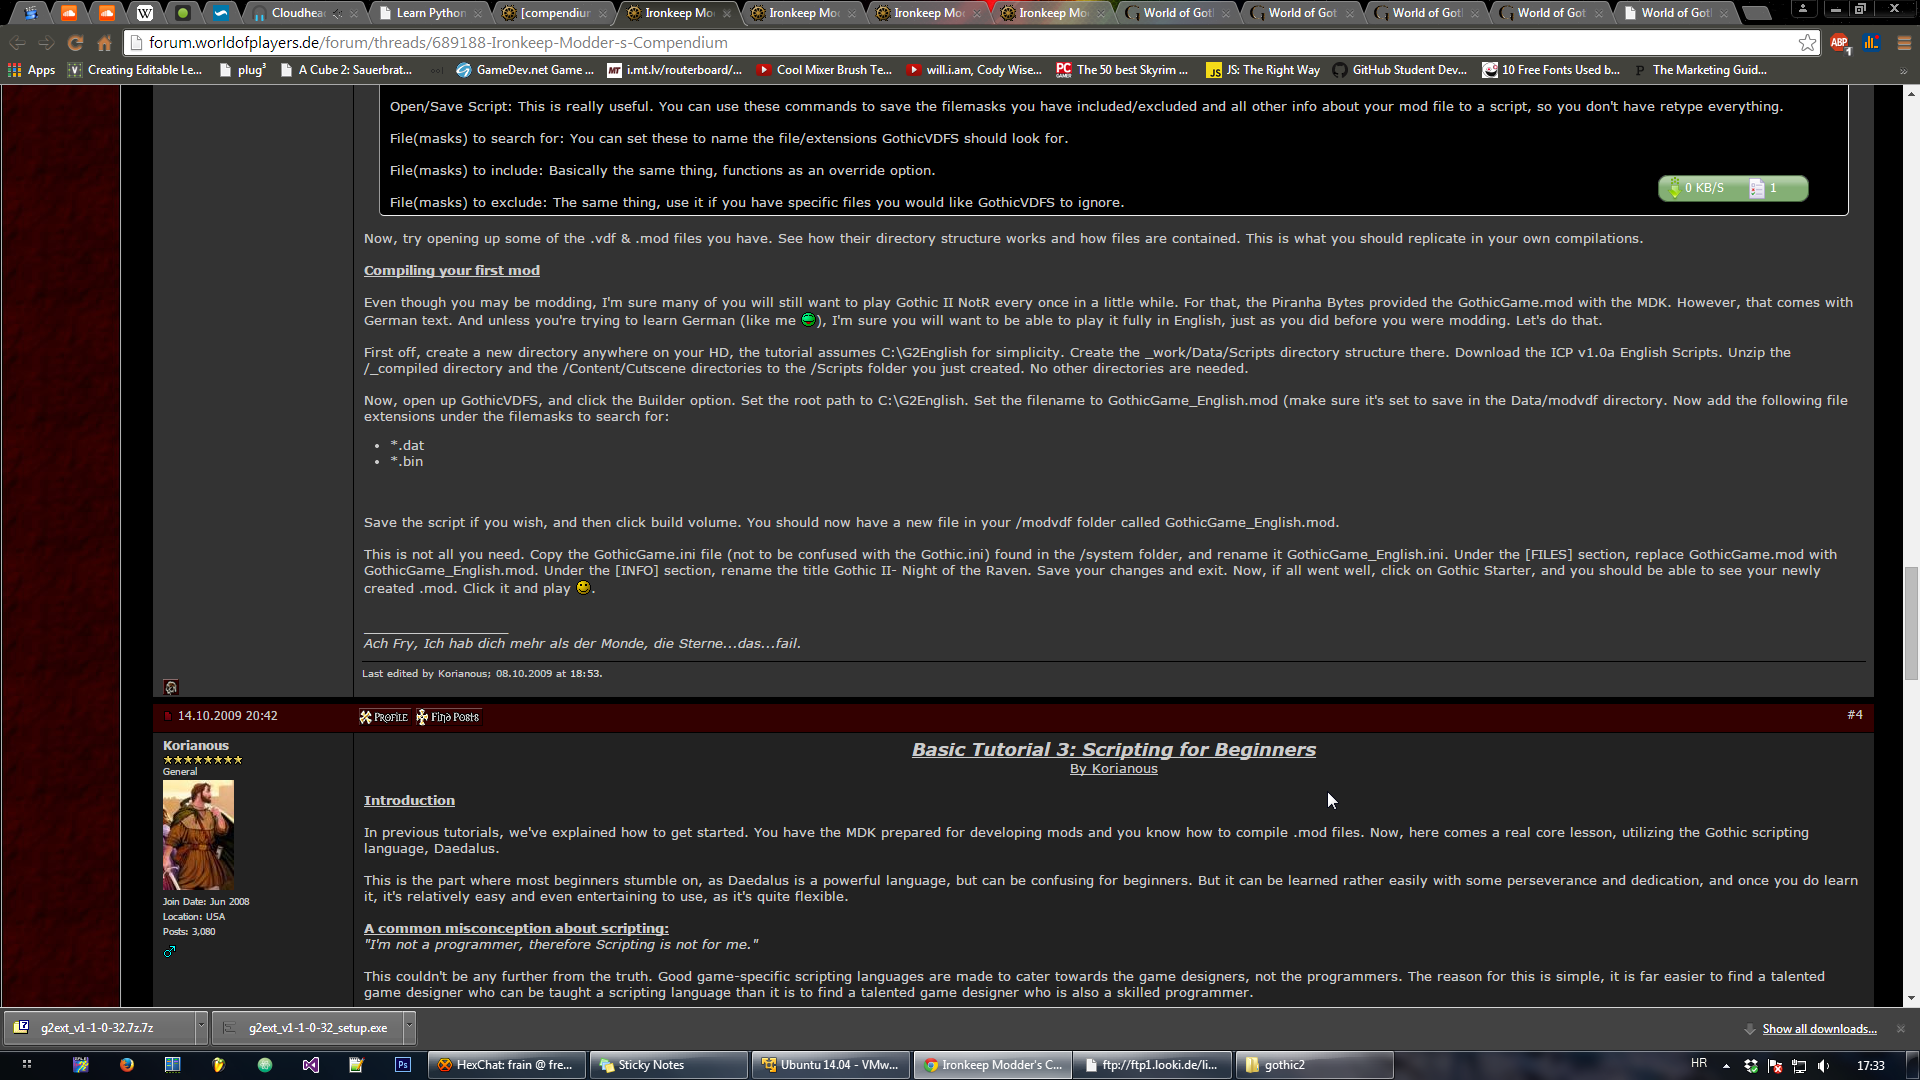 Cloudhea
Learn Python
[compendiun
Ironkeep Mo
Ironkeep Mo
Ironkeep Mo
Ironkeep Mo
World of Got
World of Got
World of Got
World of Got
World of Got
forum.worldofplayers.de/forum/threads/689188-Ironkeep-Modder-s-Compendium
ABP 1
Apps
Creating Editable Le...
plug³
A Cube 2: Sauerbrat...
GameDev.net Game ...
i.mt.lv/routerboard/...
Cool Mixer Brush Te...
will.i.am, Cody Wise...
The 50 best Skyrim ...
JS: The Right Way
GitHub Student Dev...
10 Free Fonts Used b...
The Marketing Guid...
Open/Save Script: This is really useful. You can use these commands to save the filemasks you have included/excluded and all other info about your mod file to a script, so you don't have retype everything.
File(masks) to search for: You can set these to name the file/extensions GothicVDFS should look for.
File(masks) to include: Basically the same thing, functions as an override option.
0 KB/S 1
File(masks) to exclude: The same thing, use it if you have specific files you would like GothicVDFS to ignore.
Now, try opening up some of the .vdf & .mod files you have. See how their directory structure works and how files are contained. This is what you should replicate in your own compilations.
Compiling your first mod
Even though you may be modding, I'm sure many of you will still want to play Gothic II NotR every once in a little while. For that, the Piranha Bytes provided the GothicGame.mod with the MDK. However, that comes with
German text. And unless you're trying to learn German (like me ), I'm sure you will want to be able to play it fully in English, just as you did before you were modding. Let's do that.
First off, create a new directory anywhere on your HD, the tutorial assumes C:\G2English for simplicity. Create the _work/Data/Scripts directory structure there. Download the ICP v1.0a English Scripts. Unzip the
/_compiled directory and the /Content/Cutscene directories to the /Scripts folder you just created. No other directories are needed.
Now, open up GothicVDFS, and click the Builder option. Set the root path to C:\G2English. Set the filename to GothicGame_English.mod (make sure it's set to save in the Data/modvdf directory. Now add the following file
extensions under the filemasks to search for:
• *.dat
• *.bin
Save the script if you wish, and then click build volume. You should now have a new file in your /modvdf folder called GothicGame_English.mod.
This is not all you need. Copy the GothicGame.ini file (not to be confused with the Gothic.ini) found in the /system folder, and rename it GothicGame_English.ini. Under the [FILES] section, replace GothicGame.mod with
GothicGame_English.mod. Under the [INFO] section, rename the title Gothic II- Night of the Raven. Save your changes and exit. Now, if all went well, click on Gothic Starter, and you should be able to see your newly
created .mod. Click it and play .
Ach Fry, Ich hab dich mehr als der Monde, die Sterne...das...fail.
Last edited by Korianous; 08.10.2009 at 18:53.
14.10.2009 20:42
Profile
Find Posts
#4
Korianous
General
Join Date: Jun 2008
Location: USA
Posts: 3,080
Basic Tutorial 3: Scripting for Beginners
By Korianous
Introduction
In previous tutorials, we've explained how to get started. You have the MDK prepared for developing mods and you know how to compile .mod files. Now, here comes a real core lesson, utilizing the Gothic scripting
language, Daedalus.
This is the part where most beginners stumble on, as Daedalus is a powerful language, but can be confusing for beginners. But it can be learned rather easily with some perseverance and dedication, and once you do learn
it, it's relatively easy and even entertaining to use, as it's quite flexible.
A common misconception about scripting:
"I'm not a programmer, therefore Scripting is not for me."
This couldn't be any further from the truth. Good game-specific scripting languages are made to cater towards the game designers, not the programmers. The reason for this is simple, it is far easier to find a talented
game designer who can be taught a scripting language than it is to find a talented game designer who is also a skilled programmer.
g2ext_v1-1-0-32.7z.7z
g2ext_v1-1-0-32_setup.exe
Show all downloads...
HexChat: frain @ fre...
Sticky Notes
Ubuntu 14.04 - VMw...
Ironkeep Modder's C...
ftp://ftp1.looki.de/li...
gothic2
HR
17:33